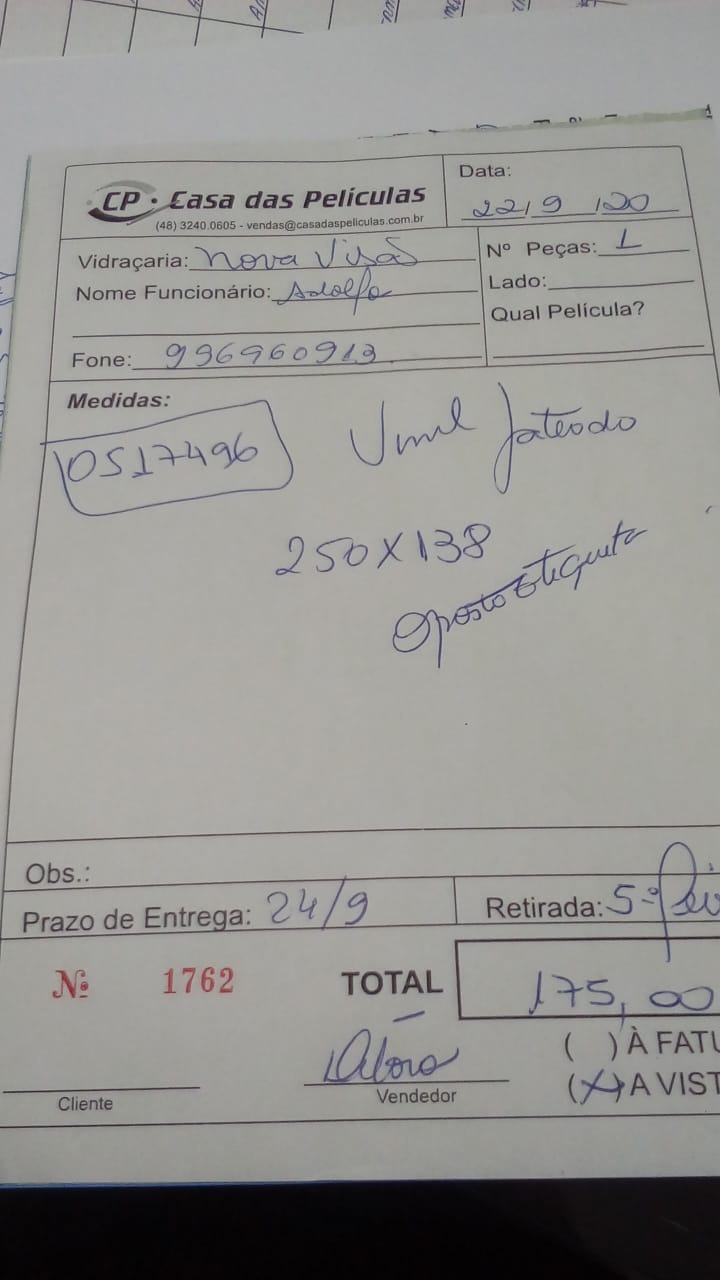 CP · Casa das Películas
(48) 3240.0605 - vendas@casadaspeliculas.com.br
Data:
22/9/20
Vidraçaria: Nova Visão
Nº Peças: 1
Nome Funcionário: Adolfo
Lado:
Qual Película?
Fone: 996960913
Medidas:
0517496
Vinil Jateado
250X138
Oposto Etiqueta
Obs.:
Prazo de Entrega: 24/9
Retirada: 5ª
Nº 1762
TOTAL
175,00
( ) À FATU
(X) A VIST
Cliente
Vendedor